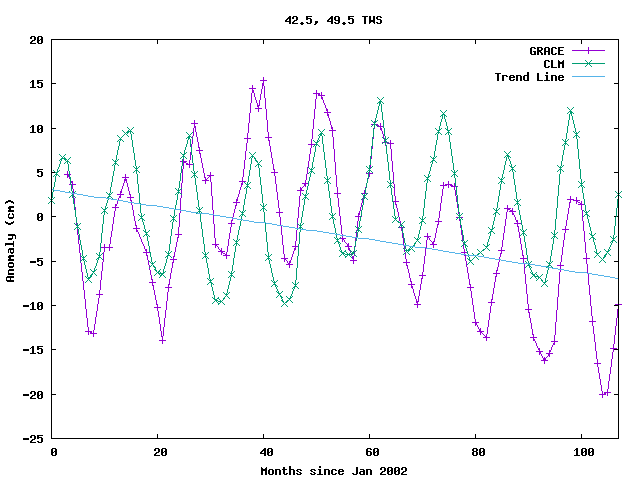 42.5, 49.5 TWS
GRACE
CLM
Trend Line
20
15
10
5
0
-5
-10
-15
-20
-25
Anomaly (cm)
0 20 40 60 80 100
Months since Jan 2002